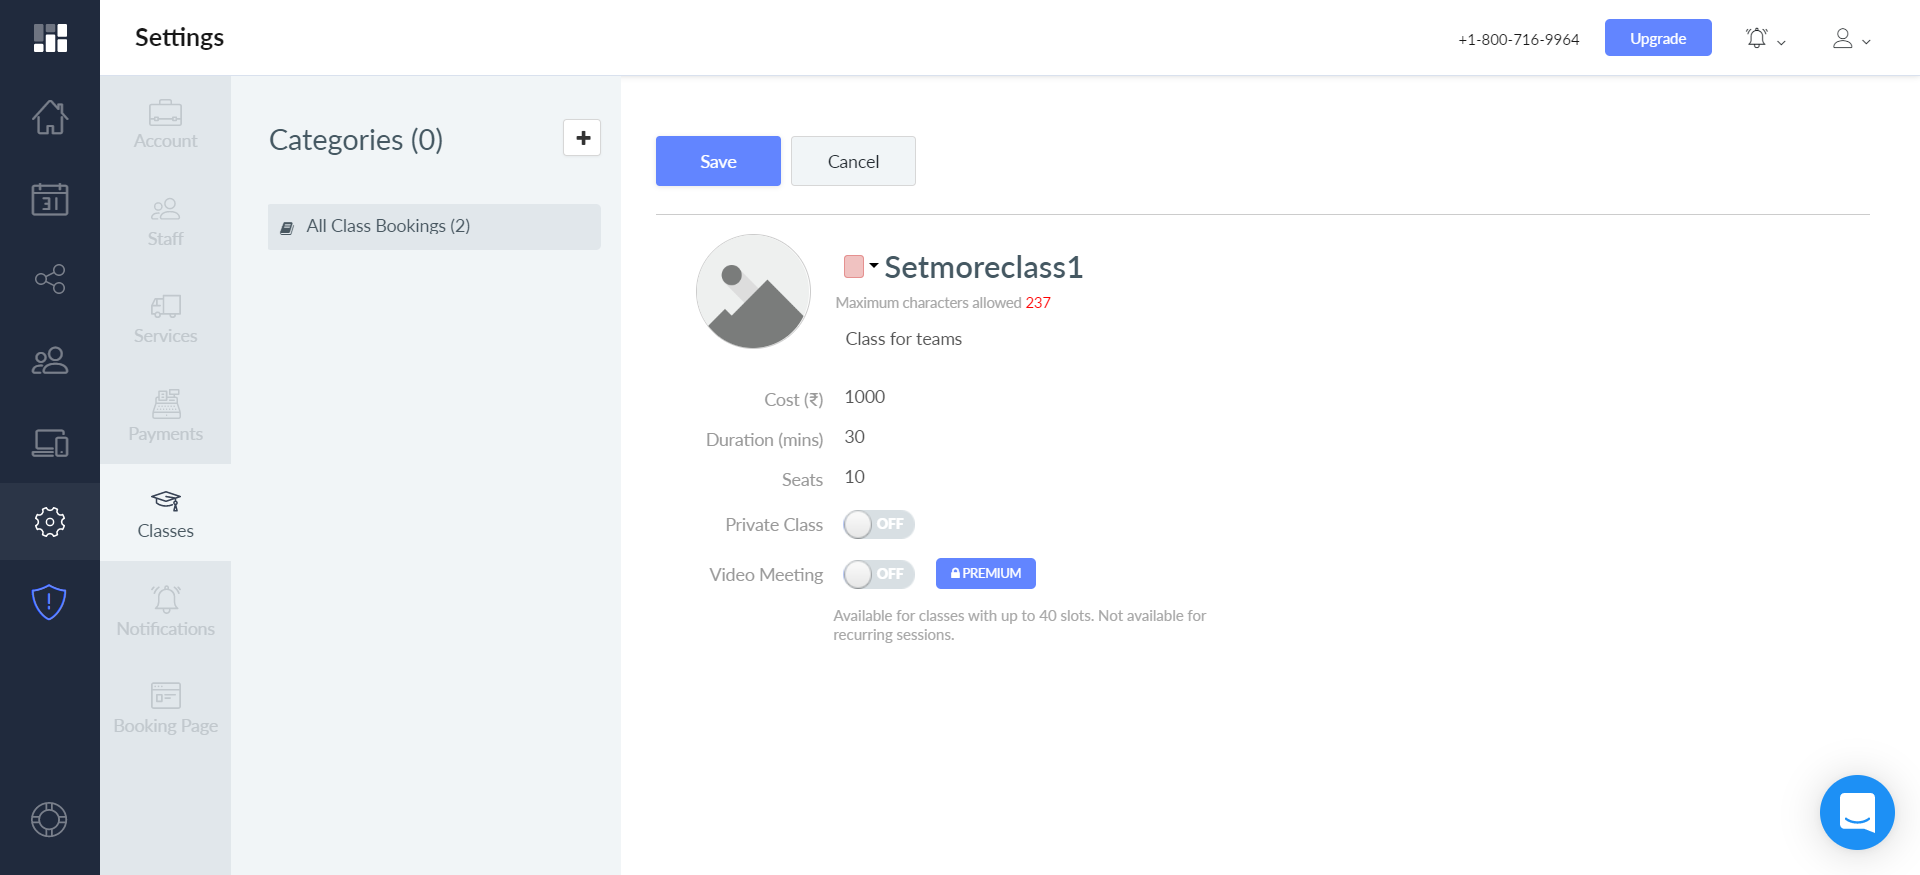 Settings
+1-800-716-9964
Upgrade
31
Account
Staff
Services
Payments
Classes
Notifications
Booking Page
Categories (0)
+
All Class Bookings (2)
Save
Cancel
Setmoreclass1
Maximum characters allowed 237
Class for teams
Cost (₹) 1000
Duration (mins) 30
Seats 10
Private Class OFF
Video Meeting OFF PREMIUM
Available for classes with up to 40 slots. Not available for
recurring sessions.